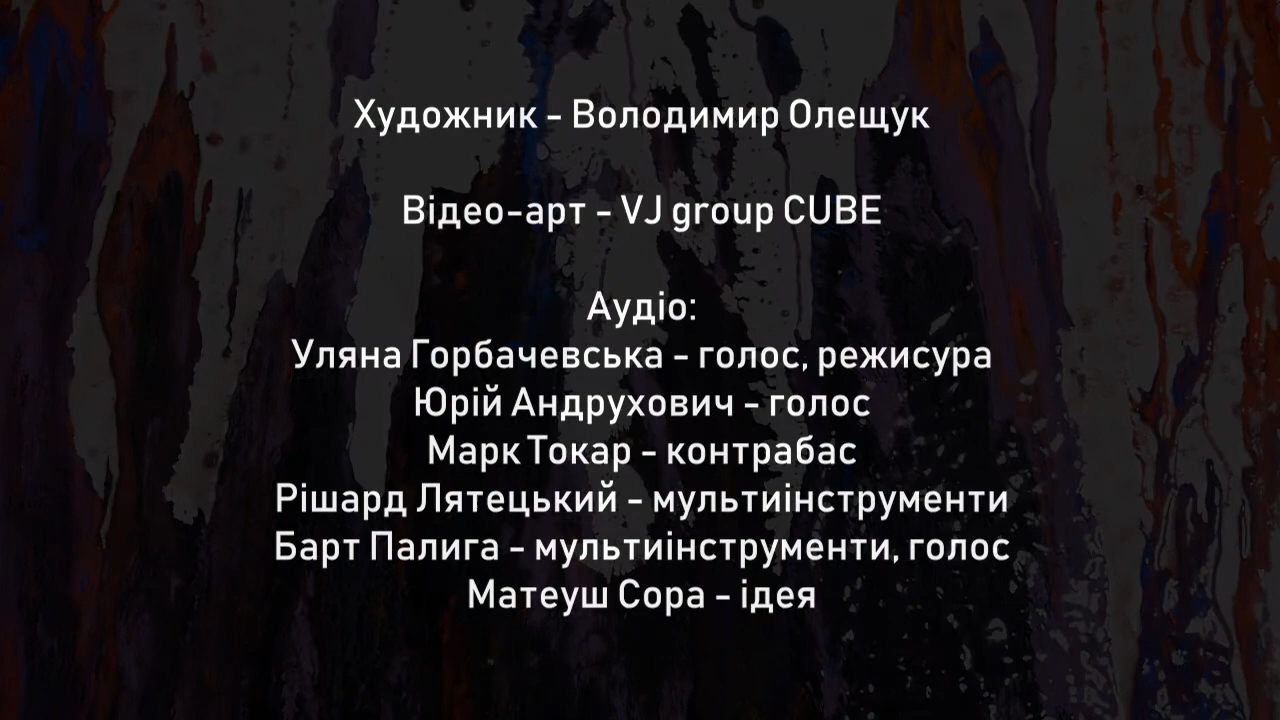 Художник - Володимир Олещук
Відео-арт - VJ group CUBE
Аудіо:
Уляна Горбачевська - голос, режисура
Юрій Андрухович - голос
Марк Токар - контрабас
Рішард Лятецький - мультиінструменти
Барт Палига - мультиінструменти, голос
Матеуш Сора - ідея